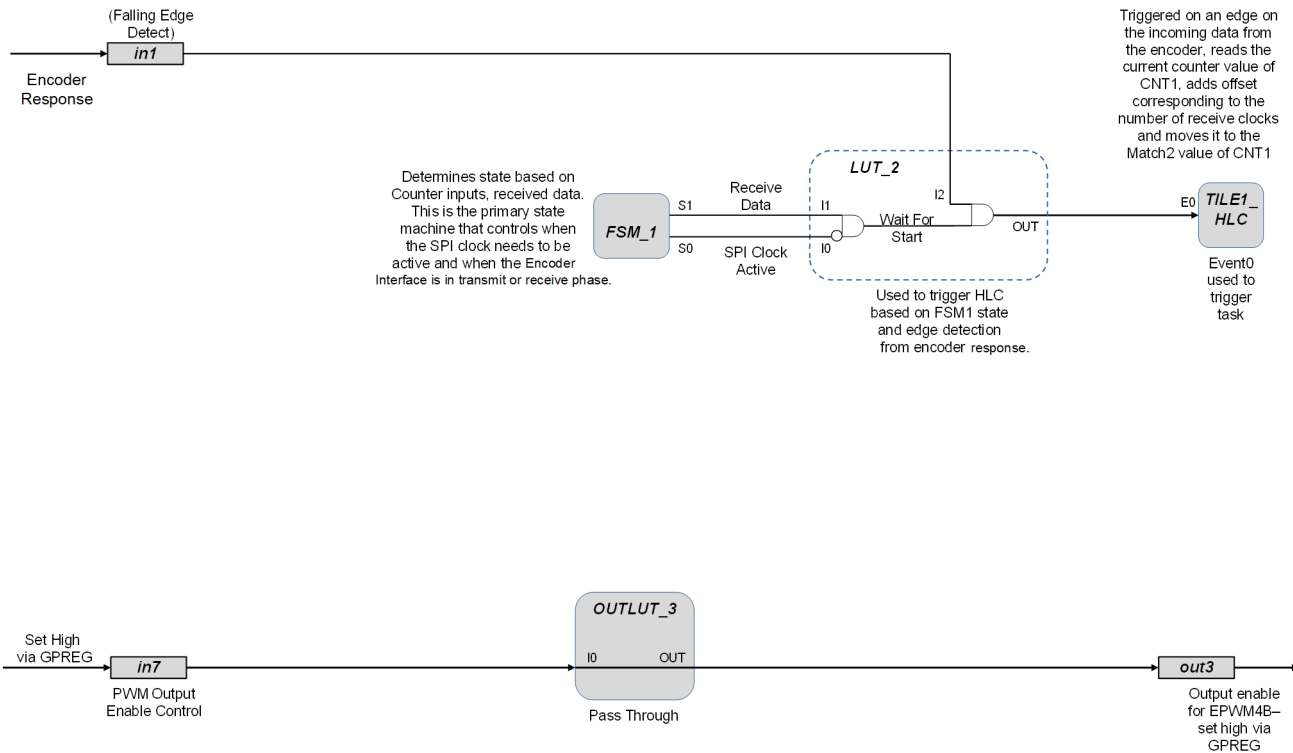 (Falling Edge
Detect)
in1
Encoder
Response
Triggered on an edge on
the incoming data from
the encoder, reads the
current counter value of
CNT1, adds offset
corresponding to the
number of receive clocks
and moves it to the
Match2 value of CNT1
Determines state based on
Counter inputs, received data.
This is the primary state
machine that controls when
the SPI clock needs to be
active and when the Encoder
Interface is in transmit or receive phase.
FSM_1
S1
S0
Receive
Data
SPI Clock
Active
LUT_2
I1
I0
I2
Wait For
Start
OUT
Used to trigger HLC
based on FSM1 state
and edge detection
from encoder response.
E0
TILE1_
HLC
Event0
used to
trigger
task
Set High
via GPREG
in7
PWM Output
Enable Control
OUTLUT_3
I0 OUT
Pass Through
out3
Output enable
for EPWM4B–
set high via
GPREG